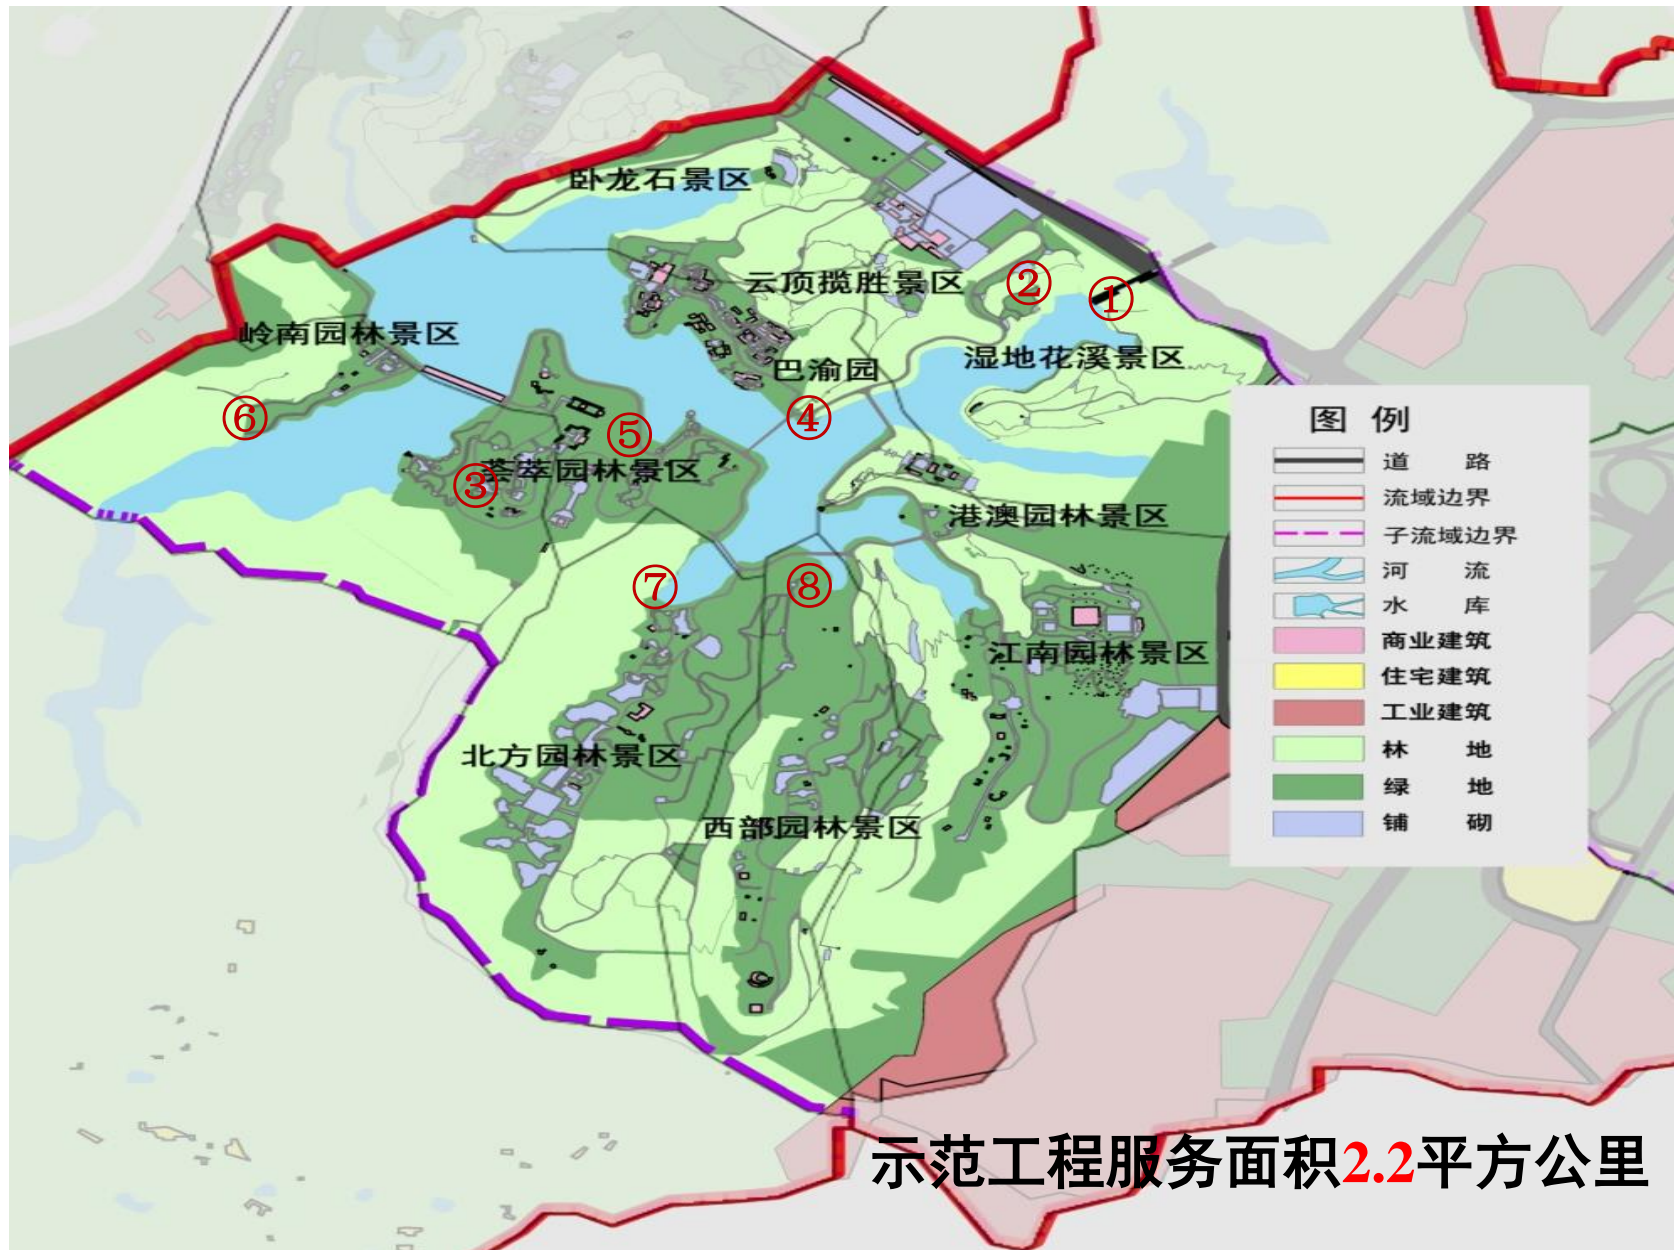 卧龙石景区
云顶揽胜景区
②
①
岭南园林景区
巴渝园
湿地花溪景区
⑥
④
⑤
③
荟萃园林景区
港澳园林景区
⑦
⑧
江南园林景区
北方园林景区
西部园林景区
图 例
道 路
流域边界
子流域边界
河 流
水 库
商业建筑
住宅建筑
工业建筑
林 地
绿 地
铺 砌
示范工程服务面积2.2平方公里